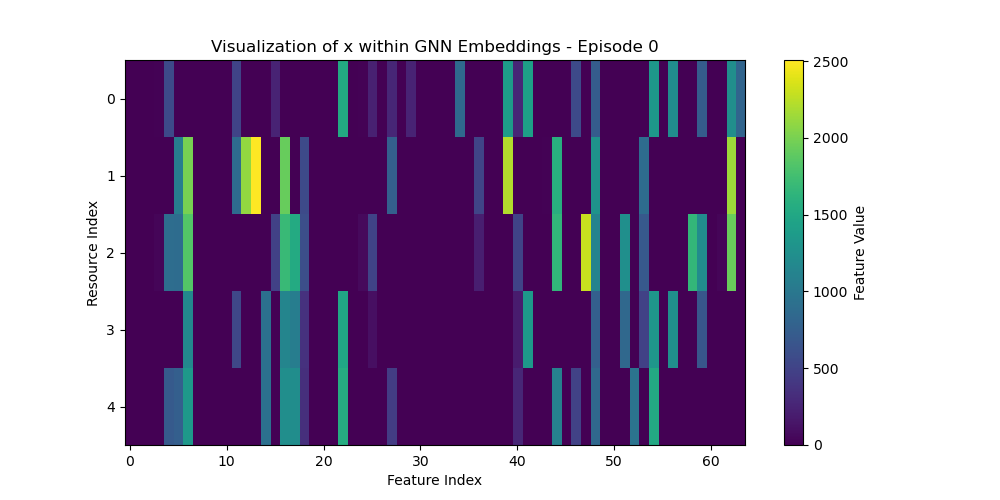 Visualization of x within GNN Embeddings - Episode 0
0
1
2
3
4
Resource Index
0 10 20 30 40 50 60
Feature Index
2500
2000
1500
1000
500
0
Feature Value